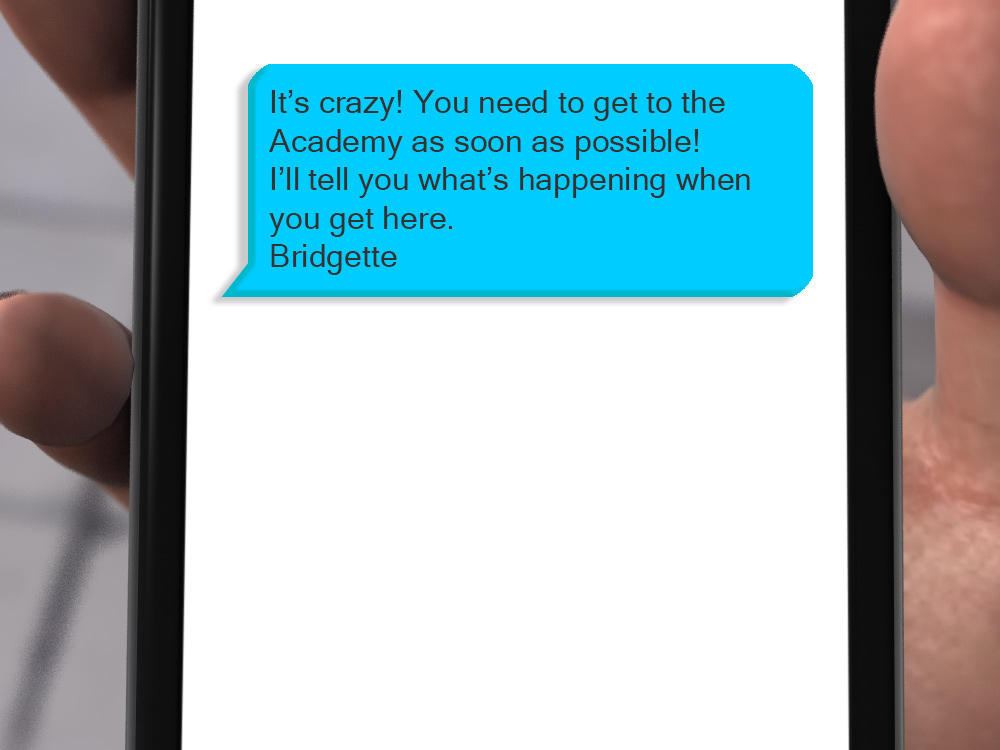 It’s crazy! You need to get to the
Academy as soon as possible!
I’ll tell you what’s happening when
you get here.
Bridgette